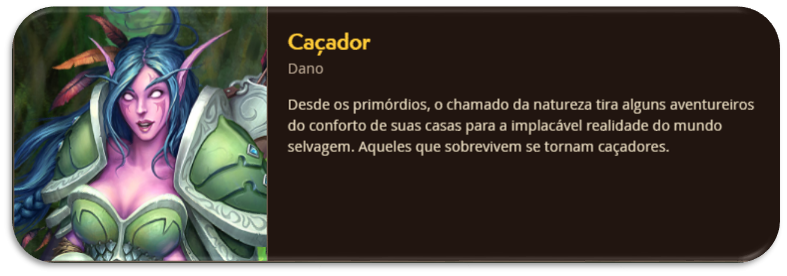 Caçador
Dano
Desde os primórdios, o chamado da natureza tira alguns aventureiros
do conforto de suas casas para a implacável realidade do mundo
selvagem. Aqueles que sobrevivem se tornam caçadores.